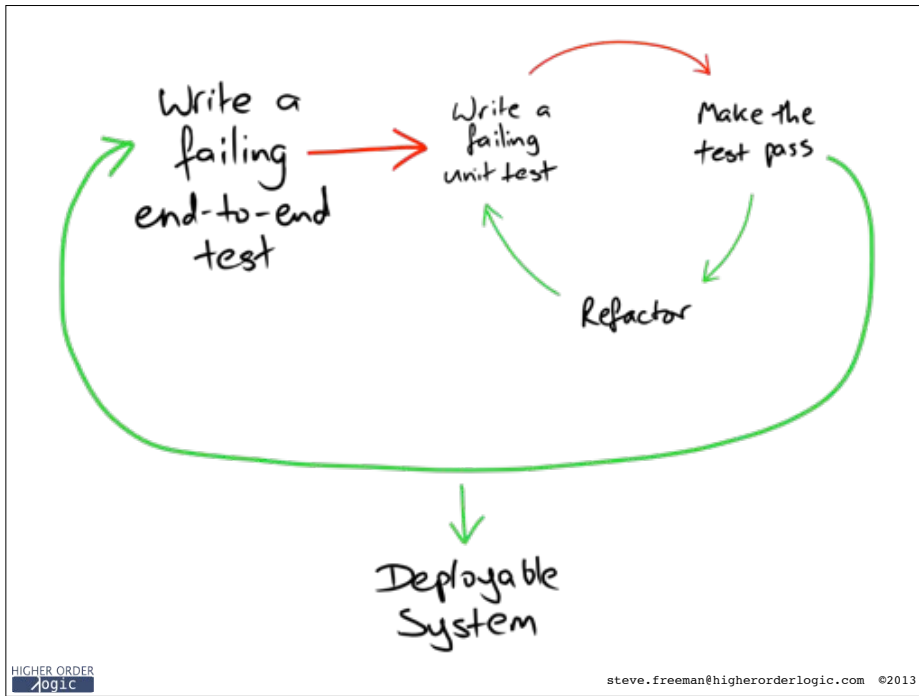 Write a
failing
end-to-end
test
Write a
failing
unit test
Make the
test pass
Refactor
Deployable
System
HIGHER ORDER
logic
steve.freeman@higherorderlogic.com ©2013